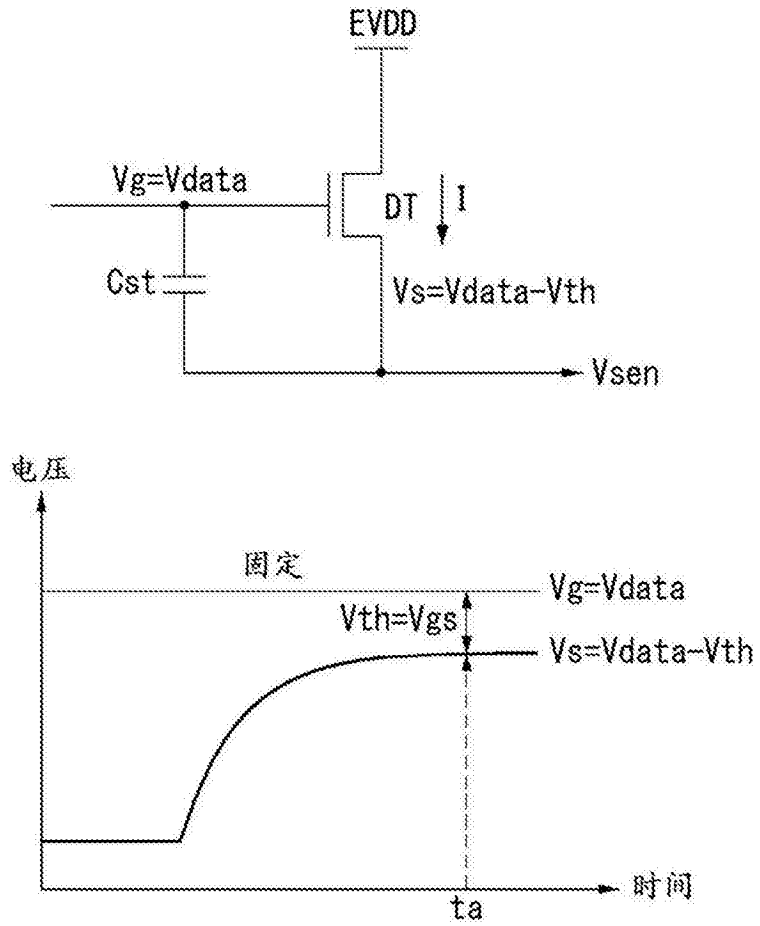 EVDD
Vg=Vdata
DT
I
Cst
Vs=Vdata-Vth
Vsen
电压
固定
Vg=Vdata
Vth=Vgs
Vs=Vdata-Vth
时间
ta